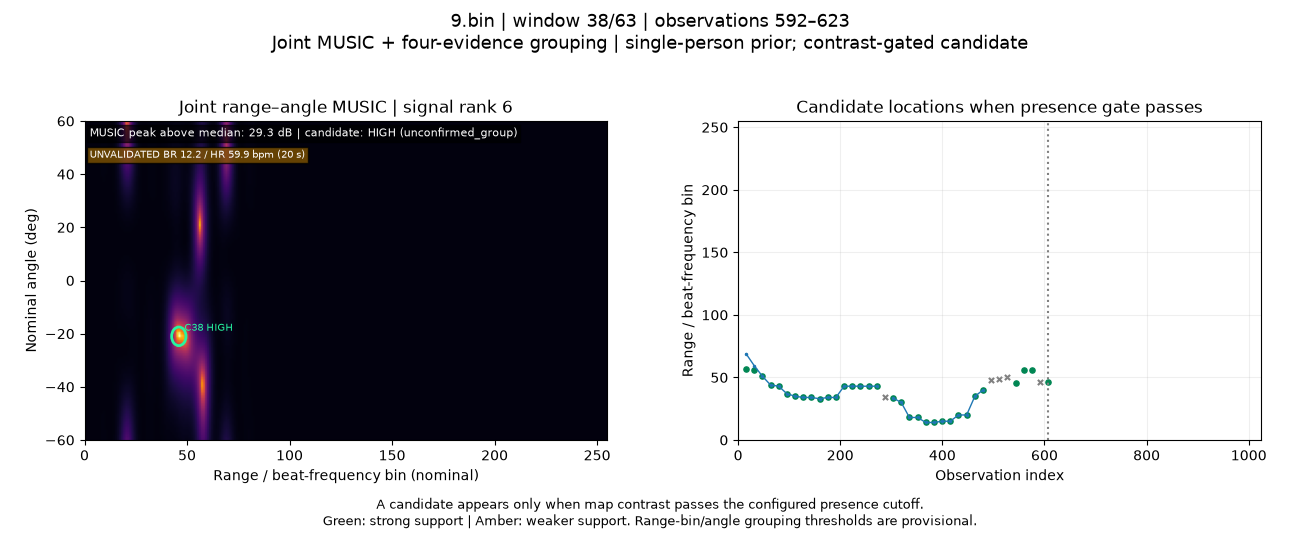 9.bin | window 38/63 | observations 592–623
Joint MUSIC + four-evidence grouping | single-person prior; contrast-gated candidate
Joint range–angle MUSIC | signal rank 6
MUSIC peak above median: 29.3 dB | candidate: HIGH (unconfirmed_group)
UNVALIDATED BR 12.2 / HR 59.9 bpm (20 s)
C38 HIGH
Nominal angle (deg)
60
40
20
0
−20
−40
−60
0 50 100 150 200 250
Range / beat-frequency bin (nominal)
Candidate locations when presence gate passes
Range / beat-frequency bin
250
200
150
100
50
0
0 200 400 600 800 1000
Observation index
A candidate appears only when map contrast passes the configured presence cutoff.
Green: strong support | Amber: weaker support. Range-bin/angle grouping thresholds are provisional.